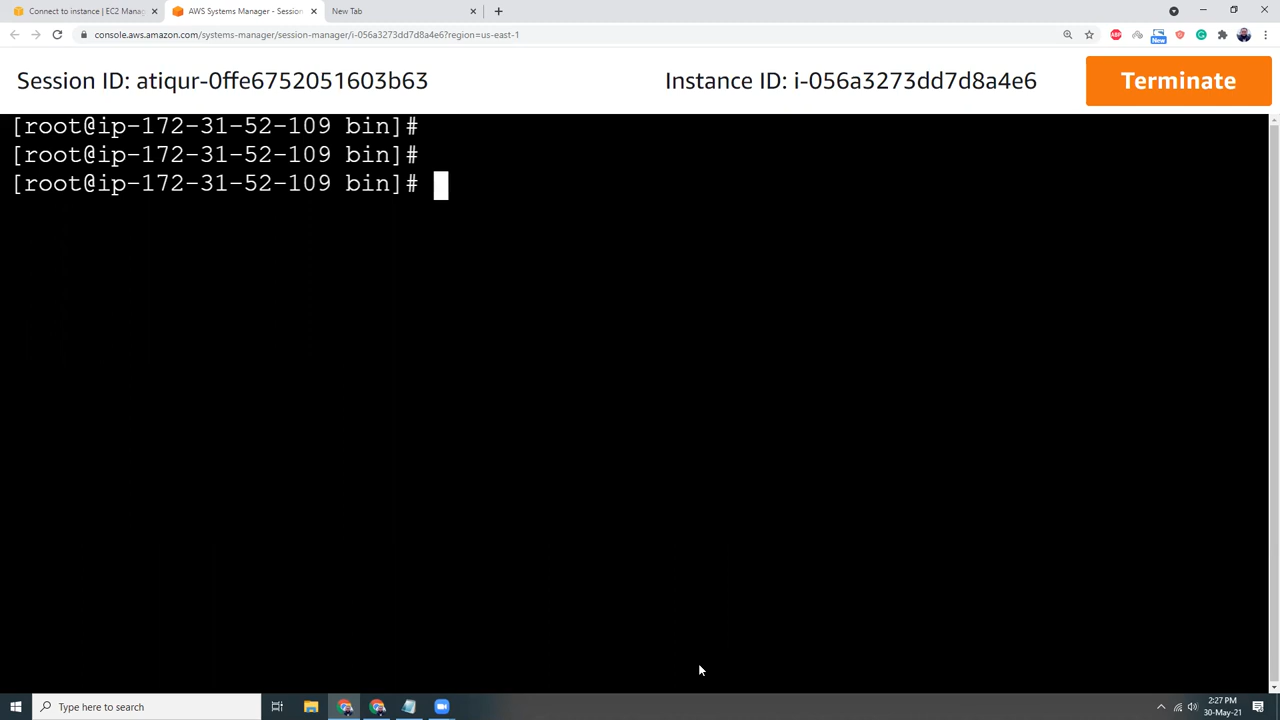 Connect to instance | EC2 Manag
AWS Systems Manager - Session
New Tab
console.aws.amazon.com/systems-manager/session-manager/i-056a3273dd7d8a4e6?region=us-east-1
ABP
New
Session ID: atiqur-0ffe6752051603b63
Instance ID: i-056a3273dd7d8a4e6
Terminate
[root@ip-172-31-52-109 bin]#
[root@ip-172-31-52-109 bin]#
[root@ip-172-31-52-109 bin]#
Type here to search
2:27 PM
30-May-21